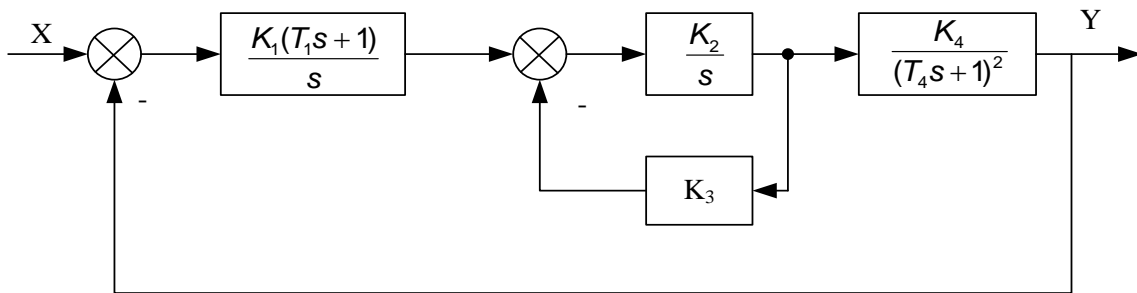 X
K₁(T₁s + 1)
s
K₂
s
K₄
(T₄s + 1)²
Y
-
-
K₃